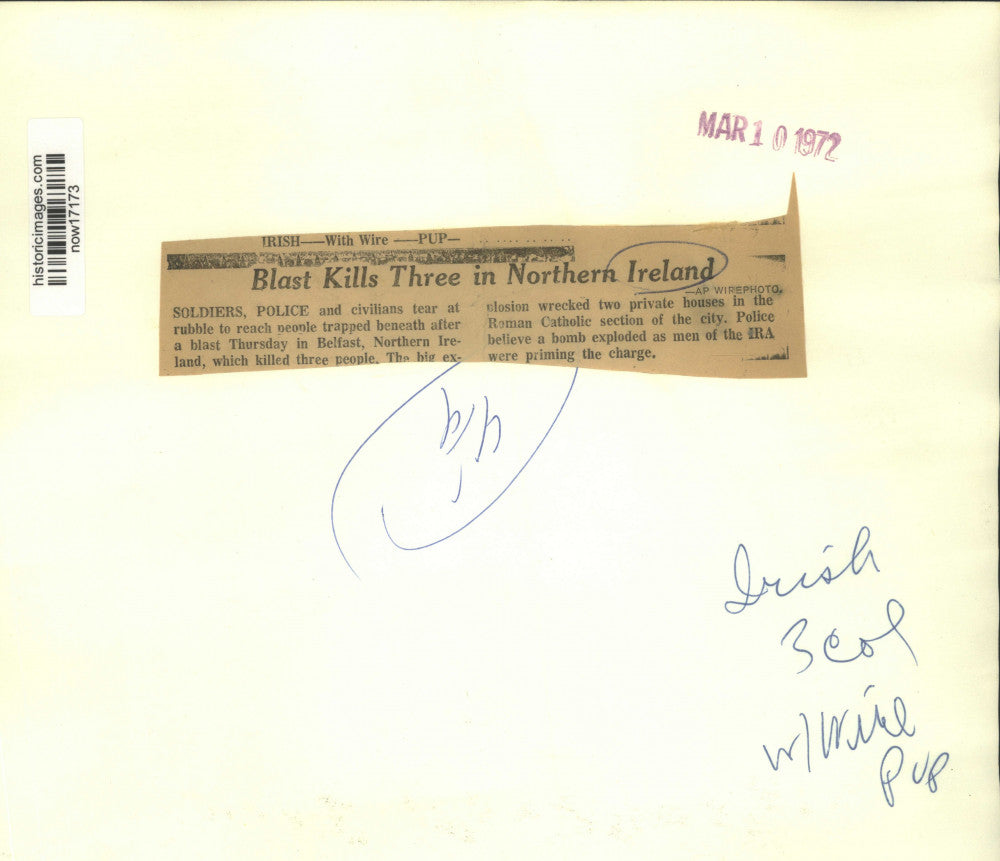 MAR 10 1972
historicimages.com
now17173
IRISH——With Wire ——PUP—
Blast Kills Three in Northern Ireland
—AP WIREPHOTO.
SOLDIERS, POLICE and civilians tear at
rubble to reach people trapped beneath after
a blast Thursday in Belfast, Northern Ire-
land, which killed three people. The big ex-
plosion wrecked two private houses in the
Roman Catholic section of the city. Police
believe a bomb exploded as men of the IRA
were priming the charge.
Irish
3 col
w/ Wire
PUP